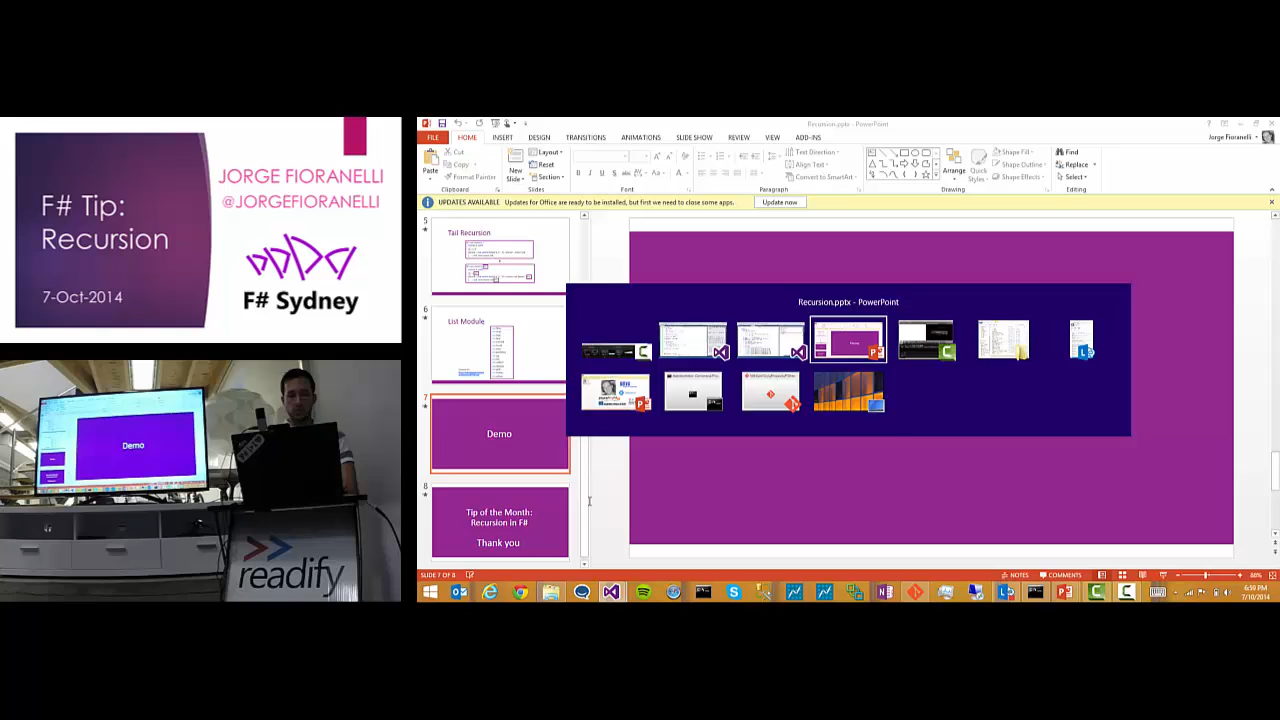 F# Tip:
Recursion
7-Oct-2014
JORGE FIORANELLI
@JORGEFIORANELLI
F# Sydney
Demo
readify
Recursion.pptx - PowerPoint
Jorge Fioranelli
FILE HOME INSERT DESIGN TRANSITIONS ANIMATIONS SLIDE SHOW REVIEW VIEW ADD-INS
Paste
Cut
Copy
Format Painter
Clipboard
New
Slide
Layout
Reset
Section
Slides
Font
Text Direction
Align Text
Convert to SmartArt
Paragraph
Arrange
Quick
Styles
Shape Fill
Shape Outline
Shape Effects
Drawing
Find
Replace
Select
Editing
UPDATES AVAILABLE Updates for Office are ready to be installed, but first we need to close some apps. Update now
5
Tail Recursion
6
List Module
7
Demo
8
Tip of the Month:
Recursion in F#
Thank you
Recursion.pptx - PowerPoint
SLIDE 7 OF 8
NOTES
COMMENTS
88%
6:59 PM
7/10/2014